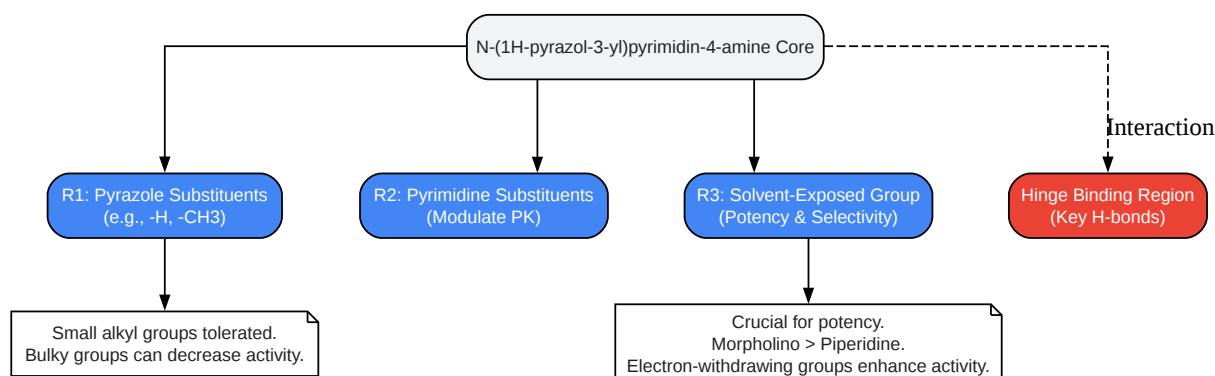 N-(1H-pyrazol-3-yl)pyrimidin-4-amine Core
Interaction
R1: Pyrazole Substituents
(e.g., -H, -CH3)
R2: Pyrimidine Substituents
(Modulate PK)
R3: Solvent-Exposed Group
(Potency & Selectivity)
Hinge Binding Region
(Key H-bonds)
Small alkyl groups tolerated.
Bulky groups can decrease activity.
Crucial for potency.
Morpholino > Piperidine.
Electron-withdrawing groups enhance activity.